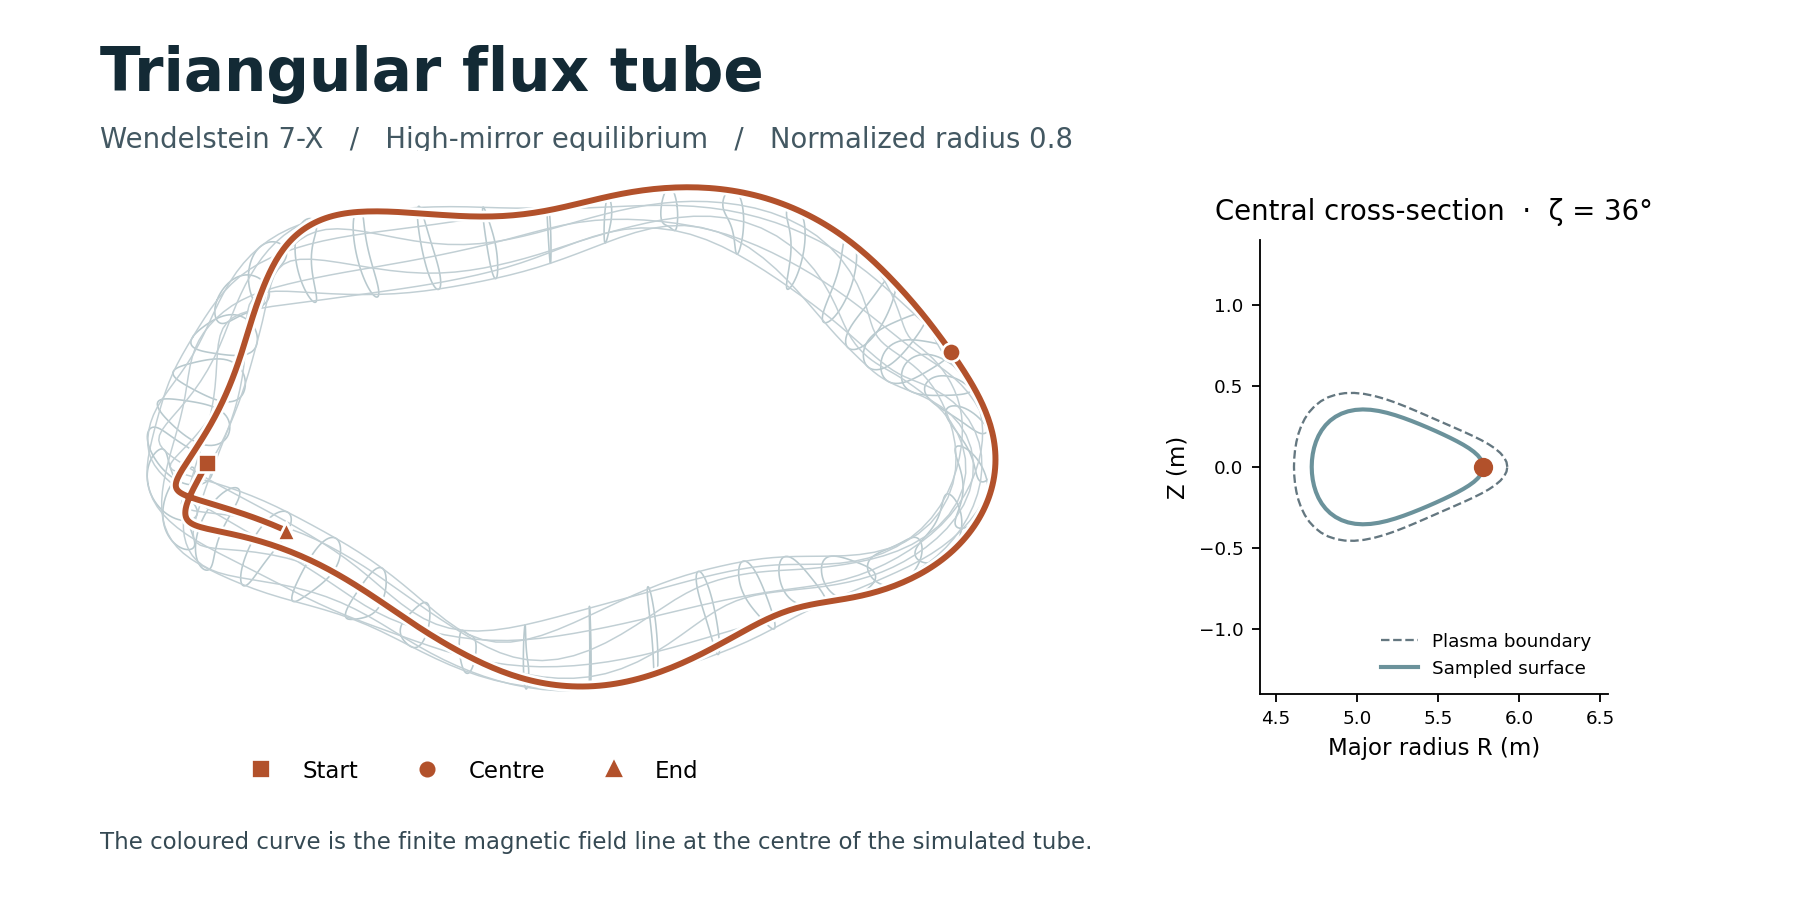 Triangular flux tube
Wendelstein 7-X / High-mirror equilibrium / Normalized radius 0.8
Central cross-section · ζ = 36°
1.0
0.5
0.0
−0.5
−1.0
Z (m)
Plasma boundary
Sampled surface
4.5 5.0 5.5 6.0 6.5
Major radius R (m)
Start Centre End
The coloured curve is the finite magnetic field line at the centre of the simulated tube.